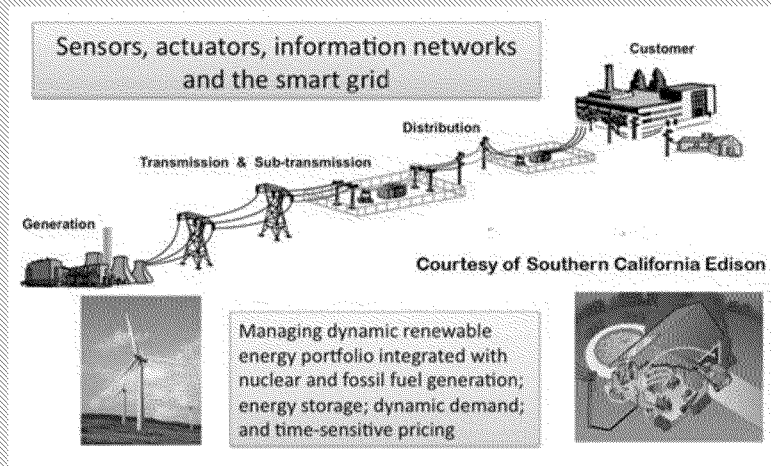 Sensors, actuators, information networks
and the smart grid
Customer
Distribution
Transmission & Sub-transmission
Generation
Courtesy of Southern California Edison
Managing dynamic renewable
energy portfolio integrated with
nuclear and fossil fuel generation;
energy storage; dynamic demand;
and time-sensitive pricing